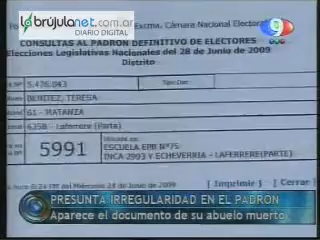 labrújulanet.com.ar
DIARIO DIGITAL
9
Excma. Cámara Nacional Electoral
CONSULTAS AL PADRON DEFINITIVO DE ELECTORES
Elecciones Legislativas Nacionales del 28 de Junio de 2009
Distrito
5.476.043
Tipo Doc
BENITEZ, TERESA
61 - MATANZA
625B - Laferrere (Parte)
5991
ESCUELA EPB N°75
INCA 2993 Y ECHEVERRIA - LAFERRERE(PARTE)
del Miércoles 24 de Junio de 2009
[Imprimir]
[Cerrar]
PRESUNTA IRREGULARIDAD EN EL PADRON
Aparece el documento de su abuelo muerto